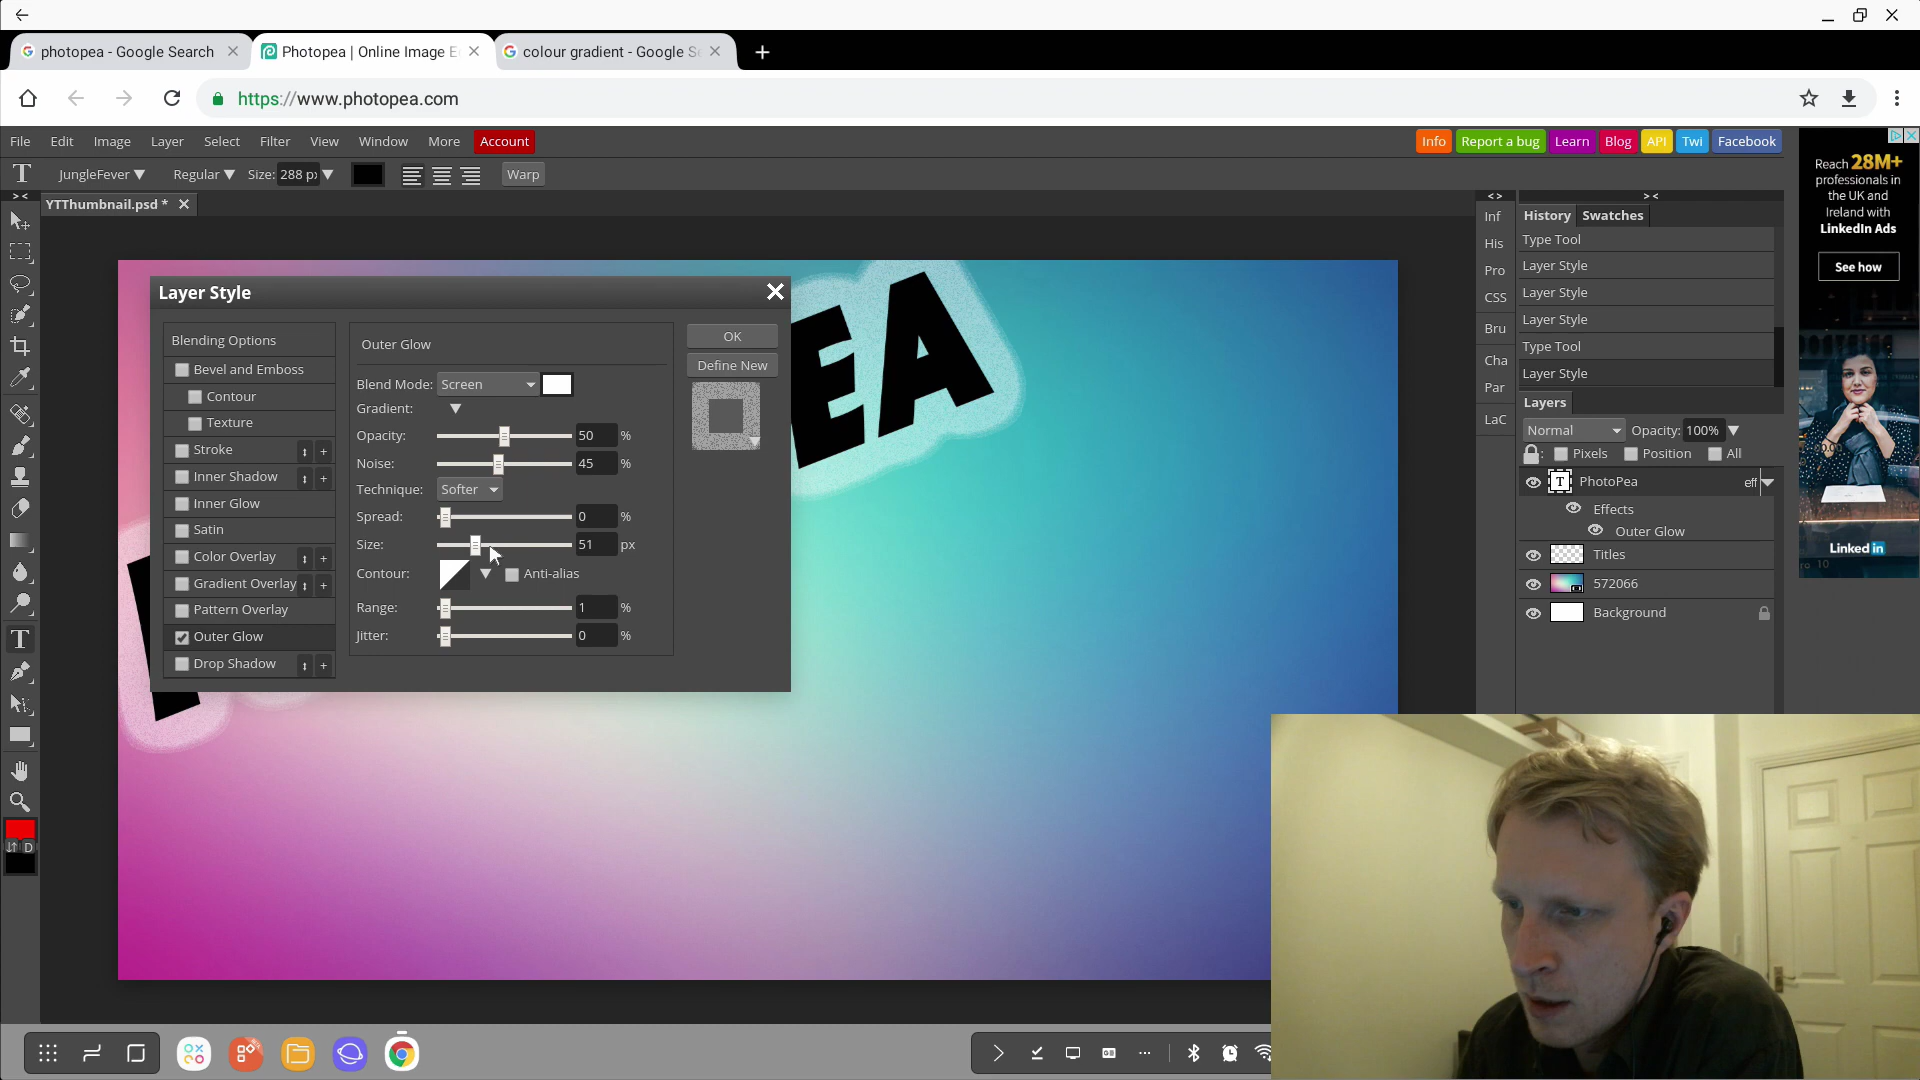 photopea - Google Search
Photopea | Online Image E
colour gradient - Google S
https://www.photopea.com
File Edit Image Layer Select Filter View Window More Account
Info Report a bug Learn Blog API Twi Facebook
JungleFever Regular Size: 288 p Warp
YTThumbnail.psd *
Layer Style
Blending Options
Bevel and Emboss
Contour
Texture
Stroke
Inner Shadow
Inner Glow
Satin
Color Overlay
Gradient Overlay
Pattern Overlay
Outer Glow
Drop Shadow
Outer Glow
Blend Mode: Screen
Gradient:
Opacity: 50 %
Noise: 45 %
Technique: Softer
Spread: 0 %
Size: 51 px
Contour: Anti-alias
Range: 1 %
Jitter: 0 %
OK
Define New
EA
Inf
His
Pro
CSS
Bru
Cha
Par
LaC
History Swatches
Type Tool
Layer Style
Layer Style
Layer Style
Type Tool
Layer Style
Layers
Normal Opacity: 100%
Pixels Position All
T PhotoPea eff
Effects
Outer Glow
Titles
572066
Background
Reach 28M+
professionals in
the UK and
Ireland with
LinkedIn Ads
See how
Linked in
T
T
D